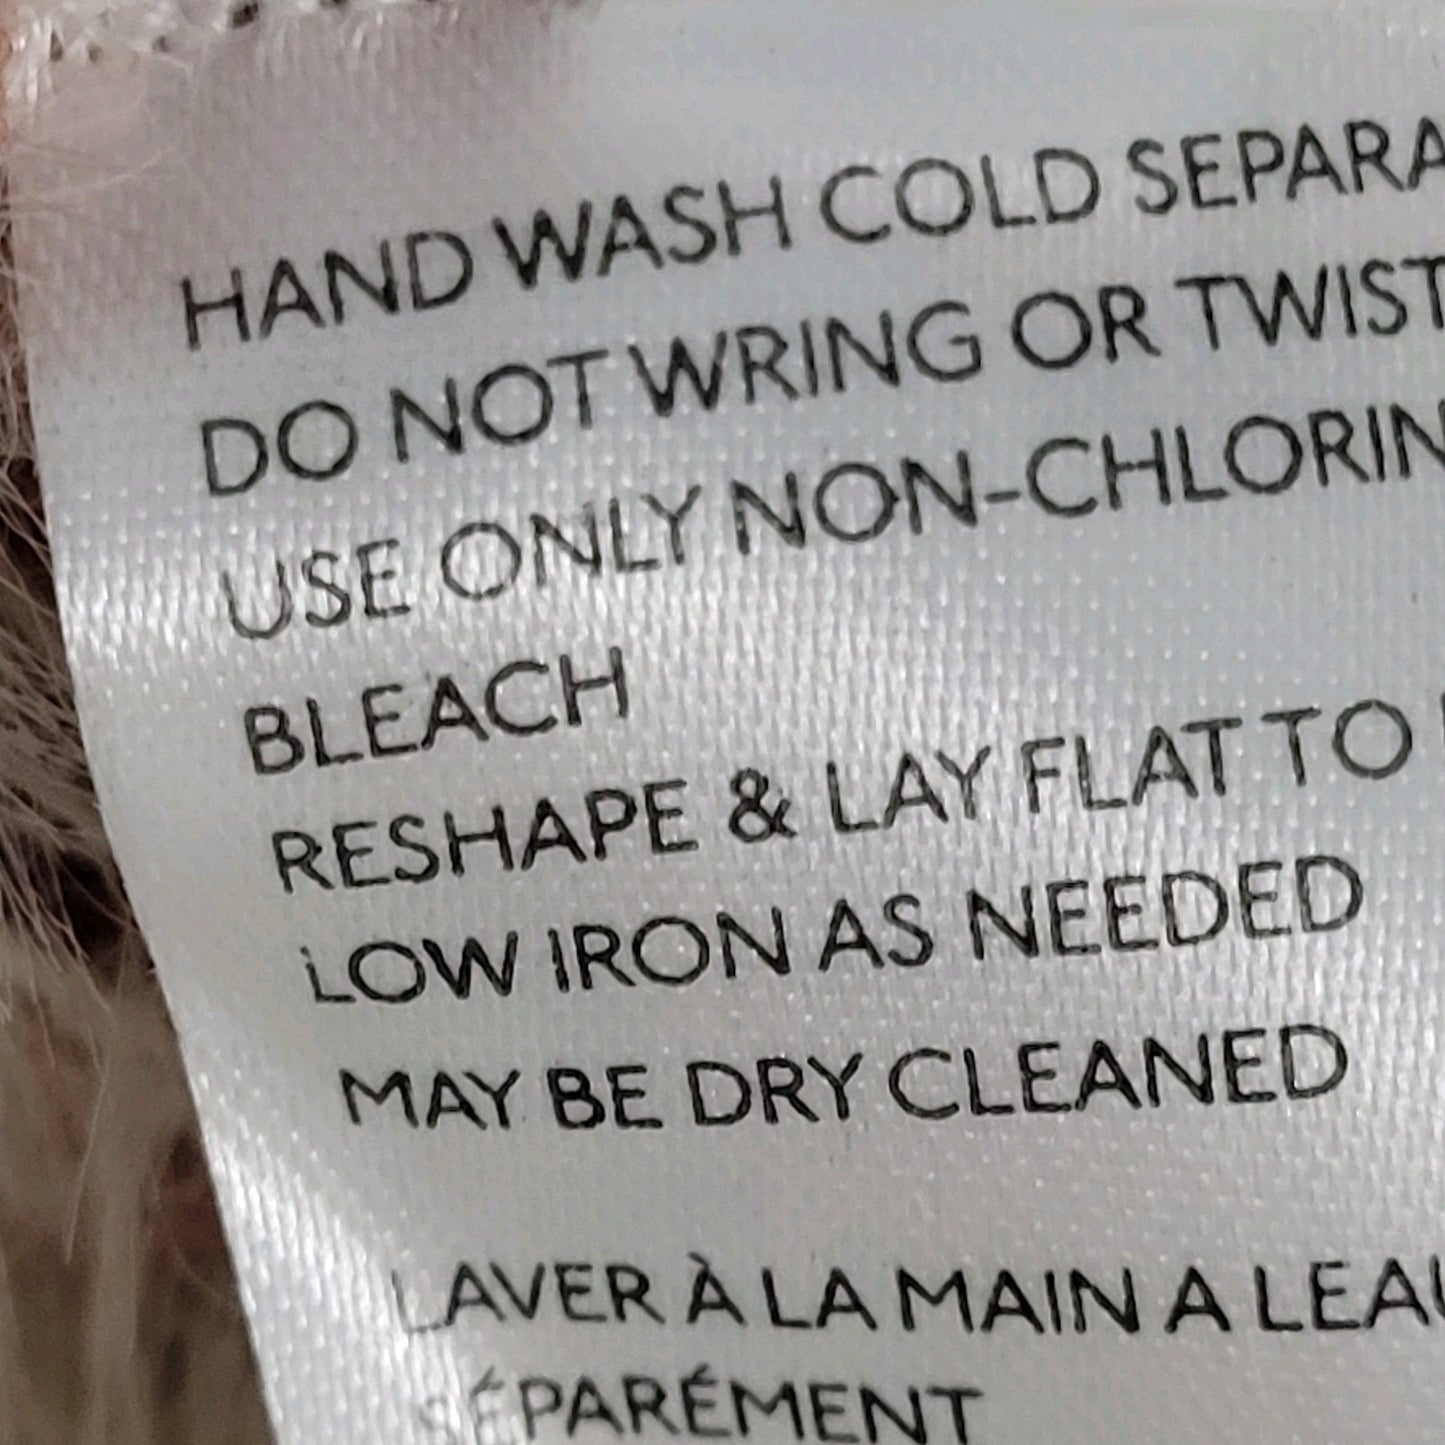 HAND WASH COLD SEPARA
DO NOT WRING OR TWIST
USE ONLY NON-CHLORIN
BLEACH
RESHAPE & LAY FLAT TO
LOW IRON AS NEEDED
MAY BE DRY CLEANED
LAVER À LA MAIN A LEAU
SÉPARÉMENT